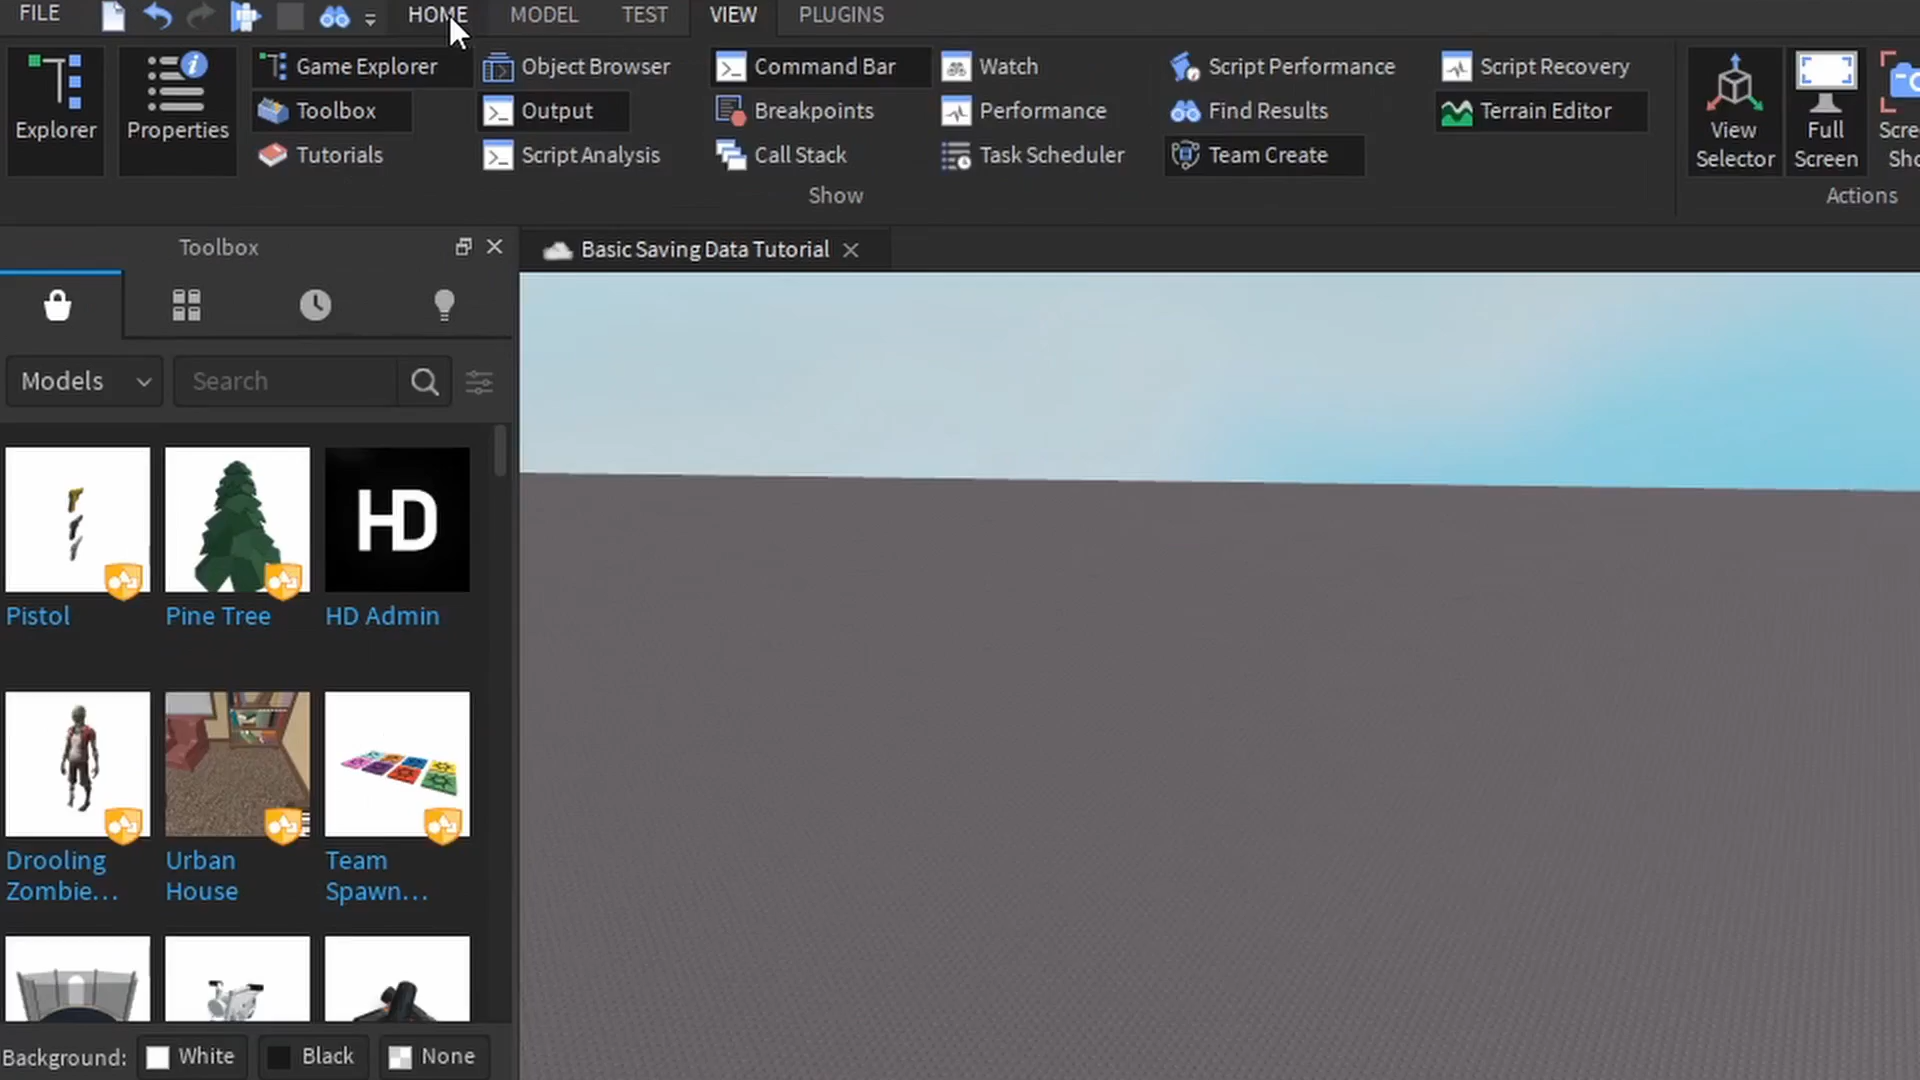 FILE HOME MODEL TEST VIEW PLUGINS
Explorer
Properties
Game Explorer
Toolbox
Tutorials
Object Browser
Output
Script Analysis
Command Bar
Breakpoints
Call Stack
Watch
Performance
Task Scheduler
Script Performance
Find Results
Team Create
Script Recovery
Terrain Editor
Show
View
Selector
Full
Screen
Scre
Sho
Actions
Toolbox
Basic Saving Data Tutorial
Models
Search
HD
Pistol
Pine Tree
HD Admin
Drooling
Zombie...
Urban
House
Team
Spawn...
Background: White Black None